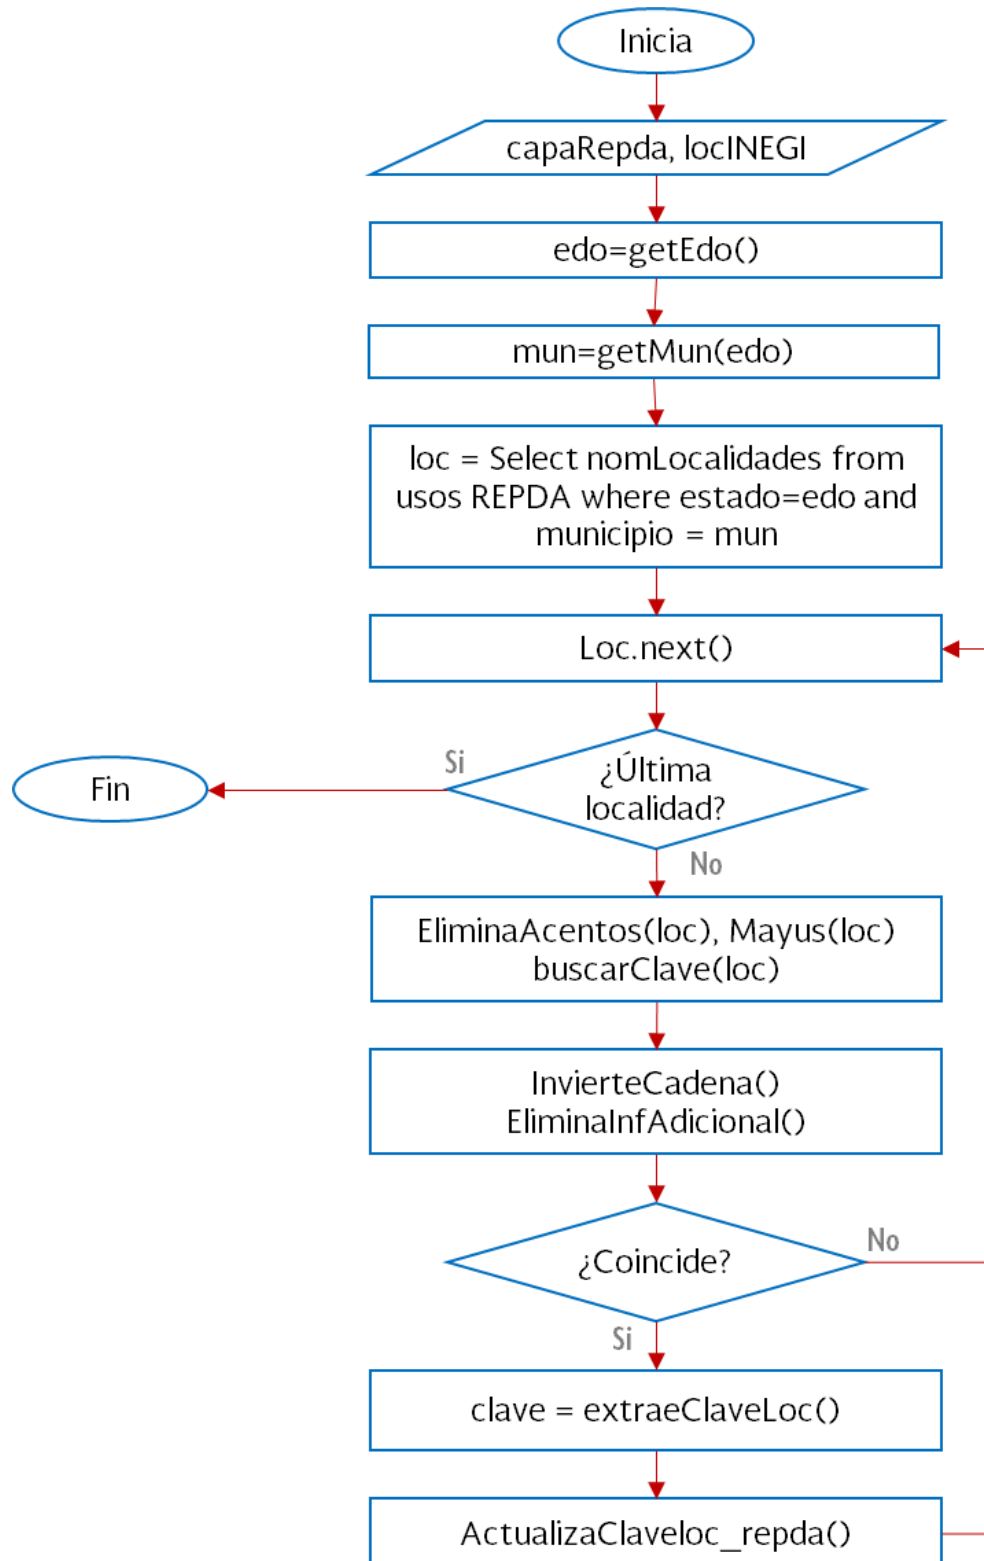 Inicia
capaRepda, locINEGI
edo=getEdo()
mun=getMun(edo)
loc = Select nomLocalidades from
usos REPDA where estado=edo and
municipio = mun
Loc.next()
¿Última
localidad?
Si
Fin
No
EliminaAcentos(loc), Mayus(loc)
buscarClave(loc)
InvierteCadena()
EliminaInfAdicional()
¿Coincide?
No
Si
clave = extraeClaveLoc()
ActualizaClaveloc_repda()